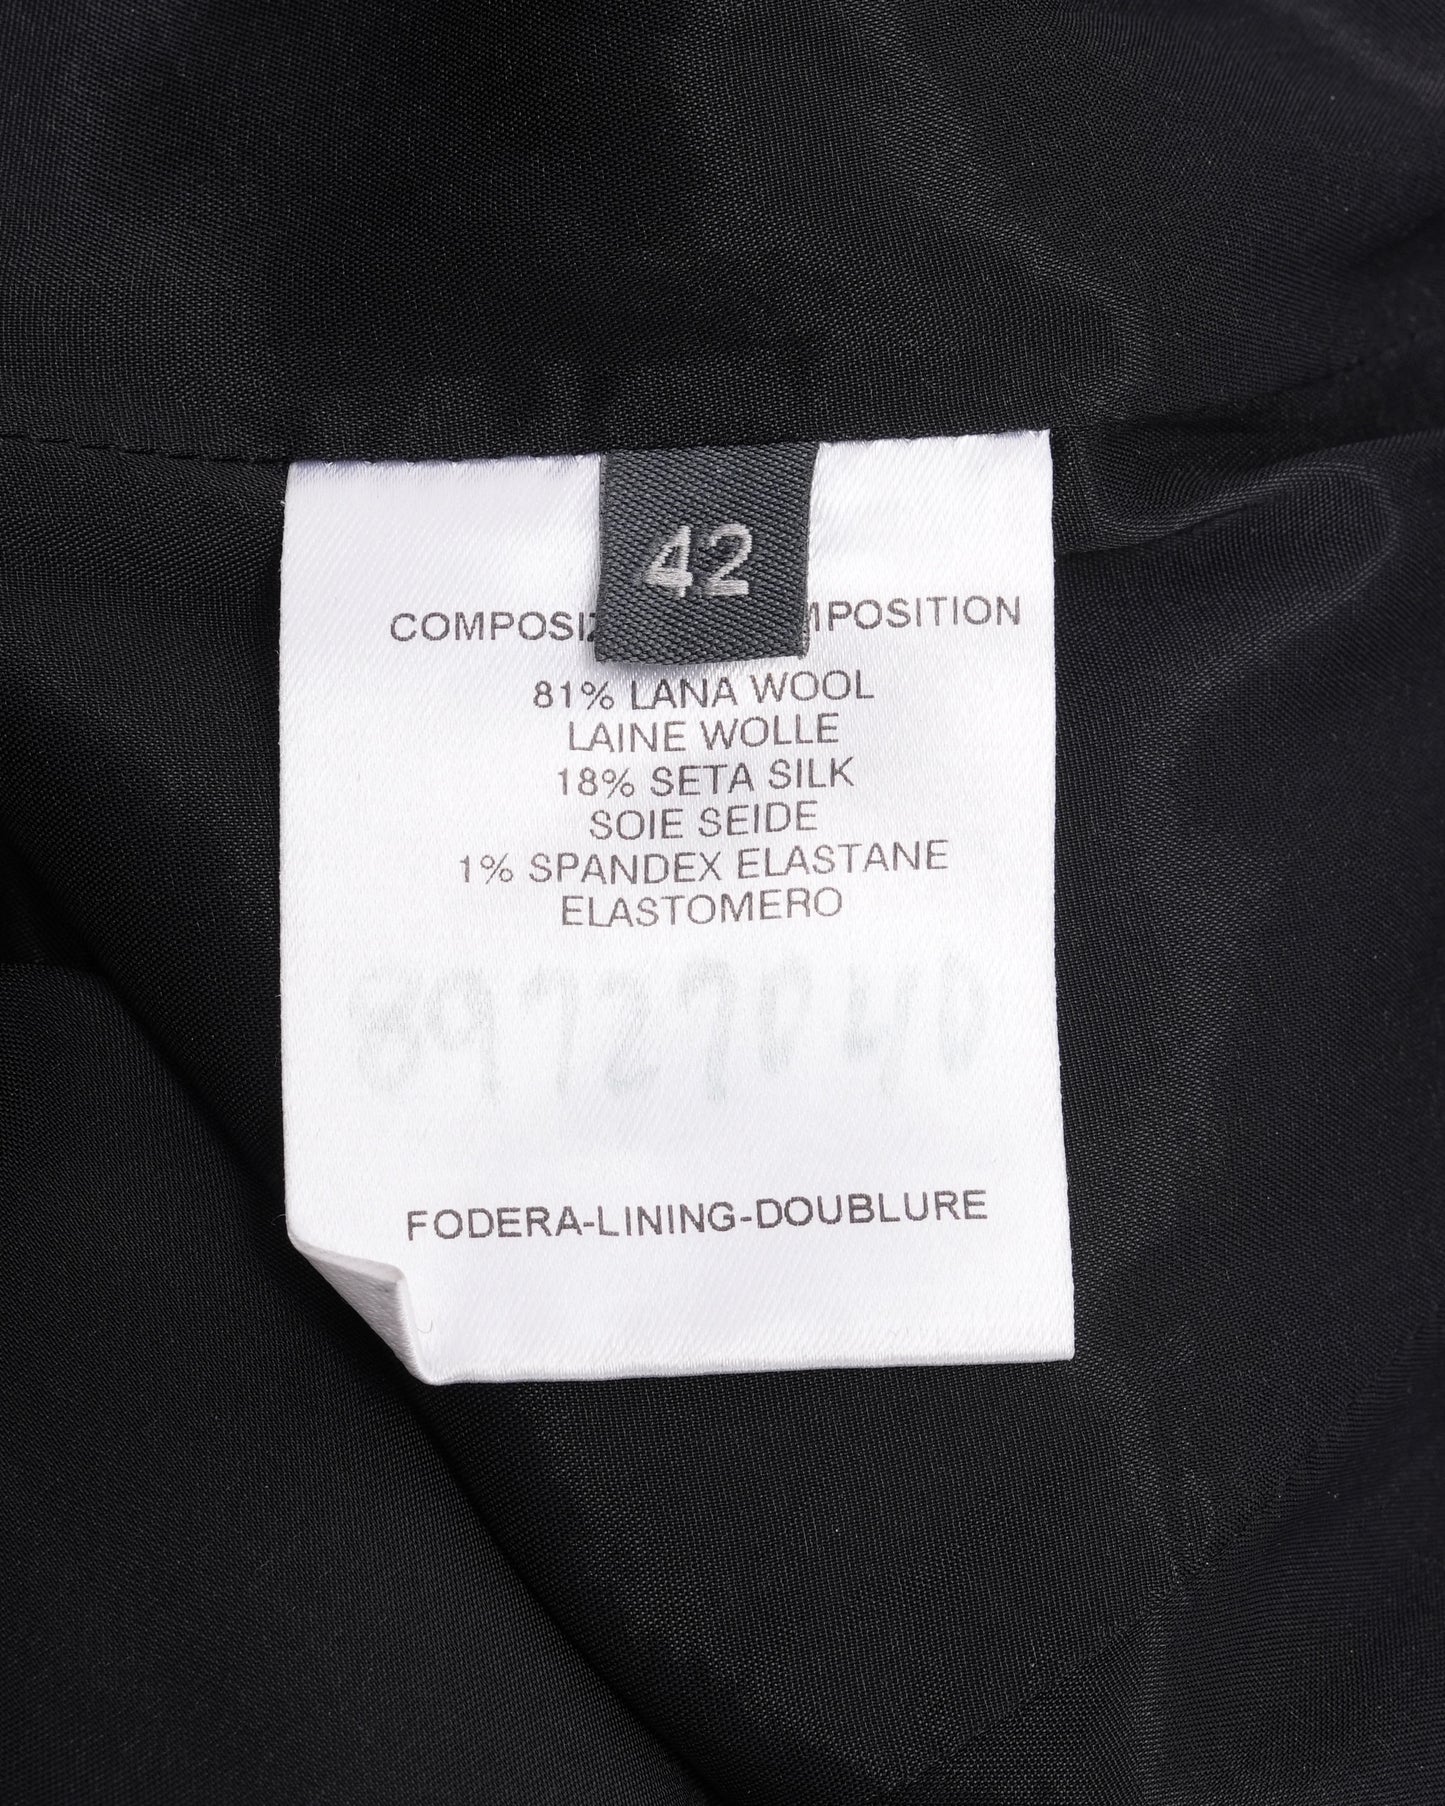 42
COMPOSIZ MPOSITION
81% LANA WOOL
LAINE WOLLE
18% SETA SILK
SOIE SEIDE
1% SPANDEX ELASTANE
ELASTOMERO
897727040
FODERA-LINING-DOUBLURE